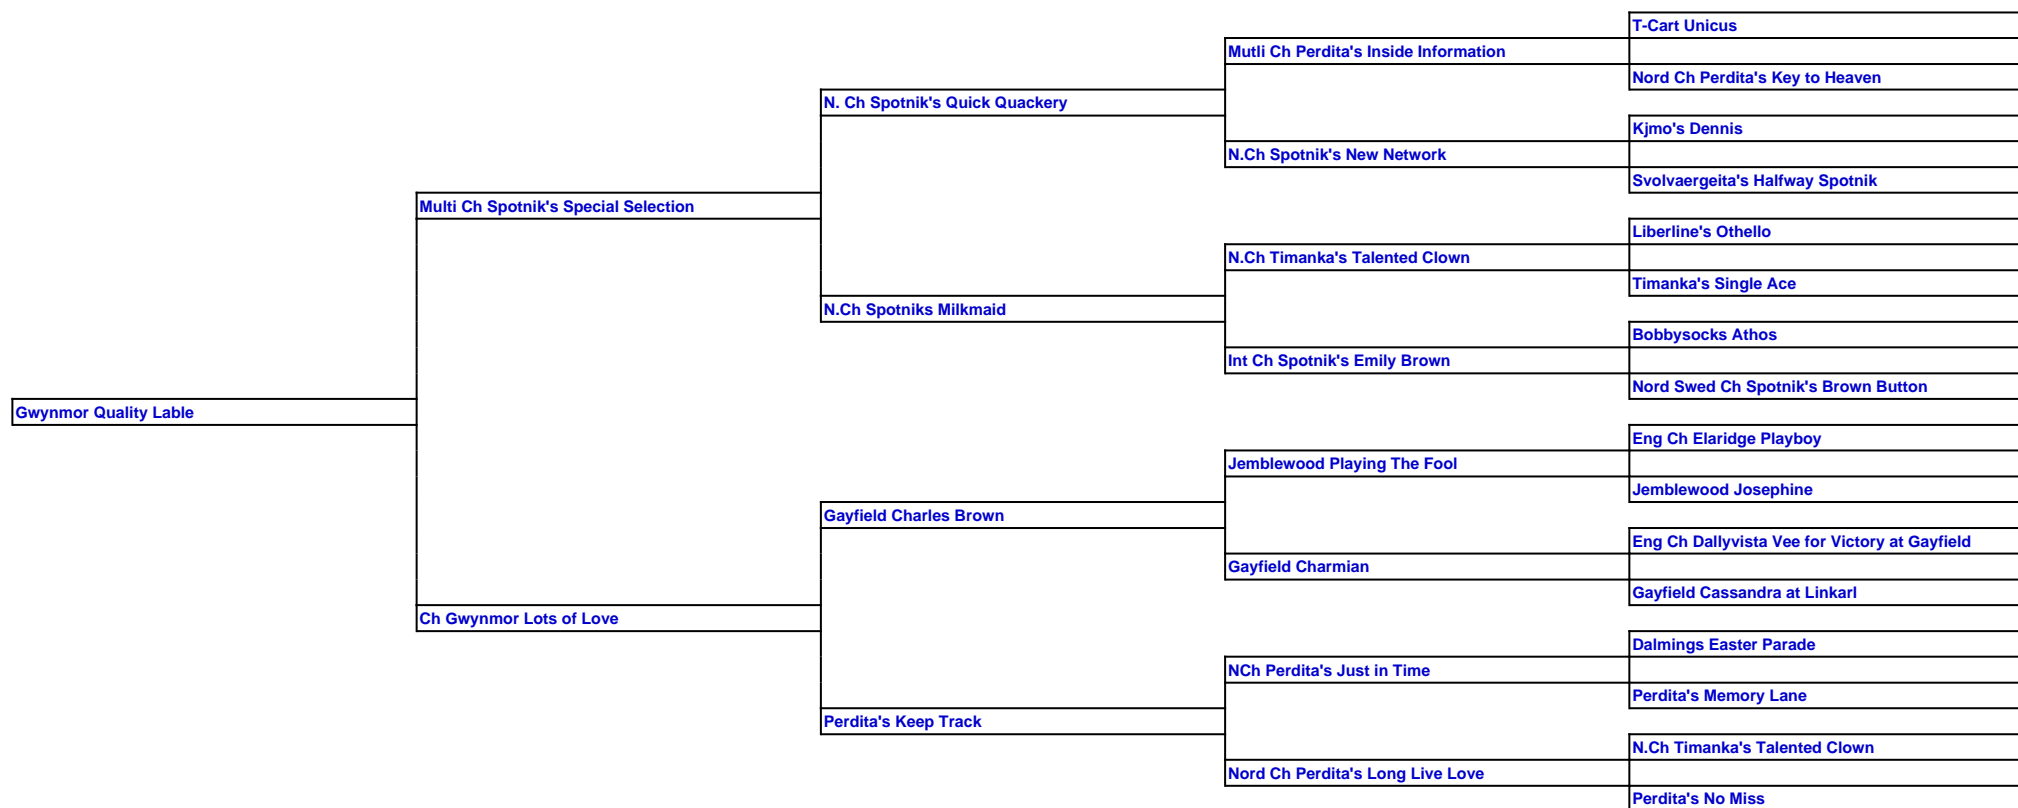 T-Cart Unicus
Mutli Ch Perdita's Inside Information
Nord Ch Perdita's Key to Heaven
N. Ch Spotnik's Quick Quackery
Kjmo's Dennis
N.Ch Spotnik's New Network
Svolvaergeita's Halfway Spotnik
Multi Ch Spotnik's Special Selection
Liberline's Othello
N.Ch Timanka's Talented Clown
Timanka's Single Ace
N.Ch Spotniks Milkmaid
Bobbysocks Athos
Int Ch Spotnik's Emily Brown
Nord Swed Ch Spotnik's Brown Button
Gwynmor Quality Lable
Eng Ch Elaridge Playboy
Jemblewood Playing The Fool
Jemblewood Josephine
Gayfield Charles Brown
Eng Ch Dallyvista Vee for Victory at Gayfield
Gayfield Charmian
Gayfield Cassandra at Linkarl
Ch Gwynmor Lots of Love
Dalmings Easter Parade
NCh Perdita's Just in Time
Perdita's Memory Lane
Perdita's Keep Track
N.Ch Timanka's Talented Clown
Nord Ch Perdita's Long Live Love
Perdita's No Miss